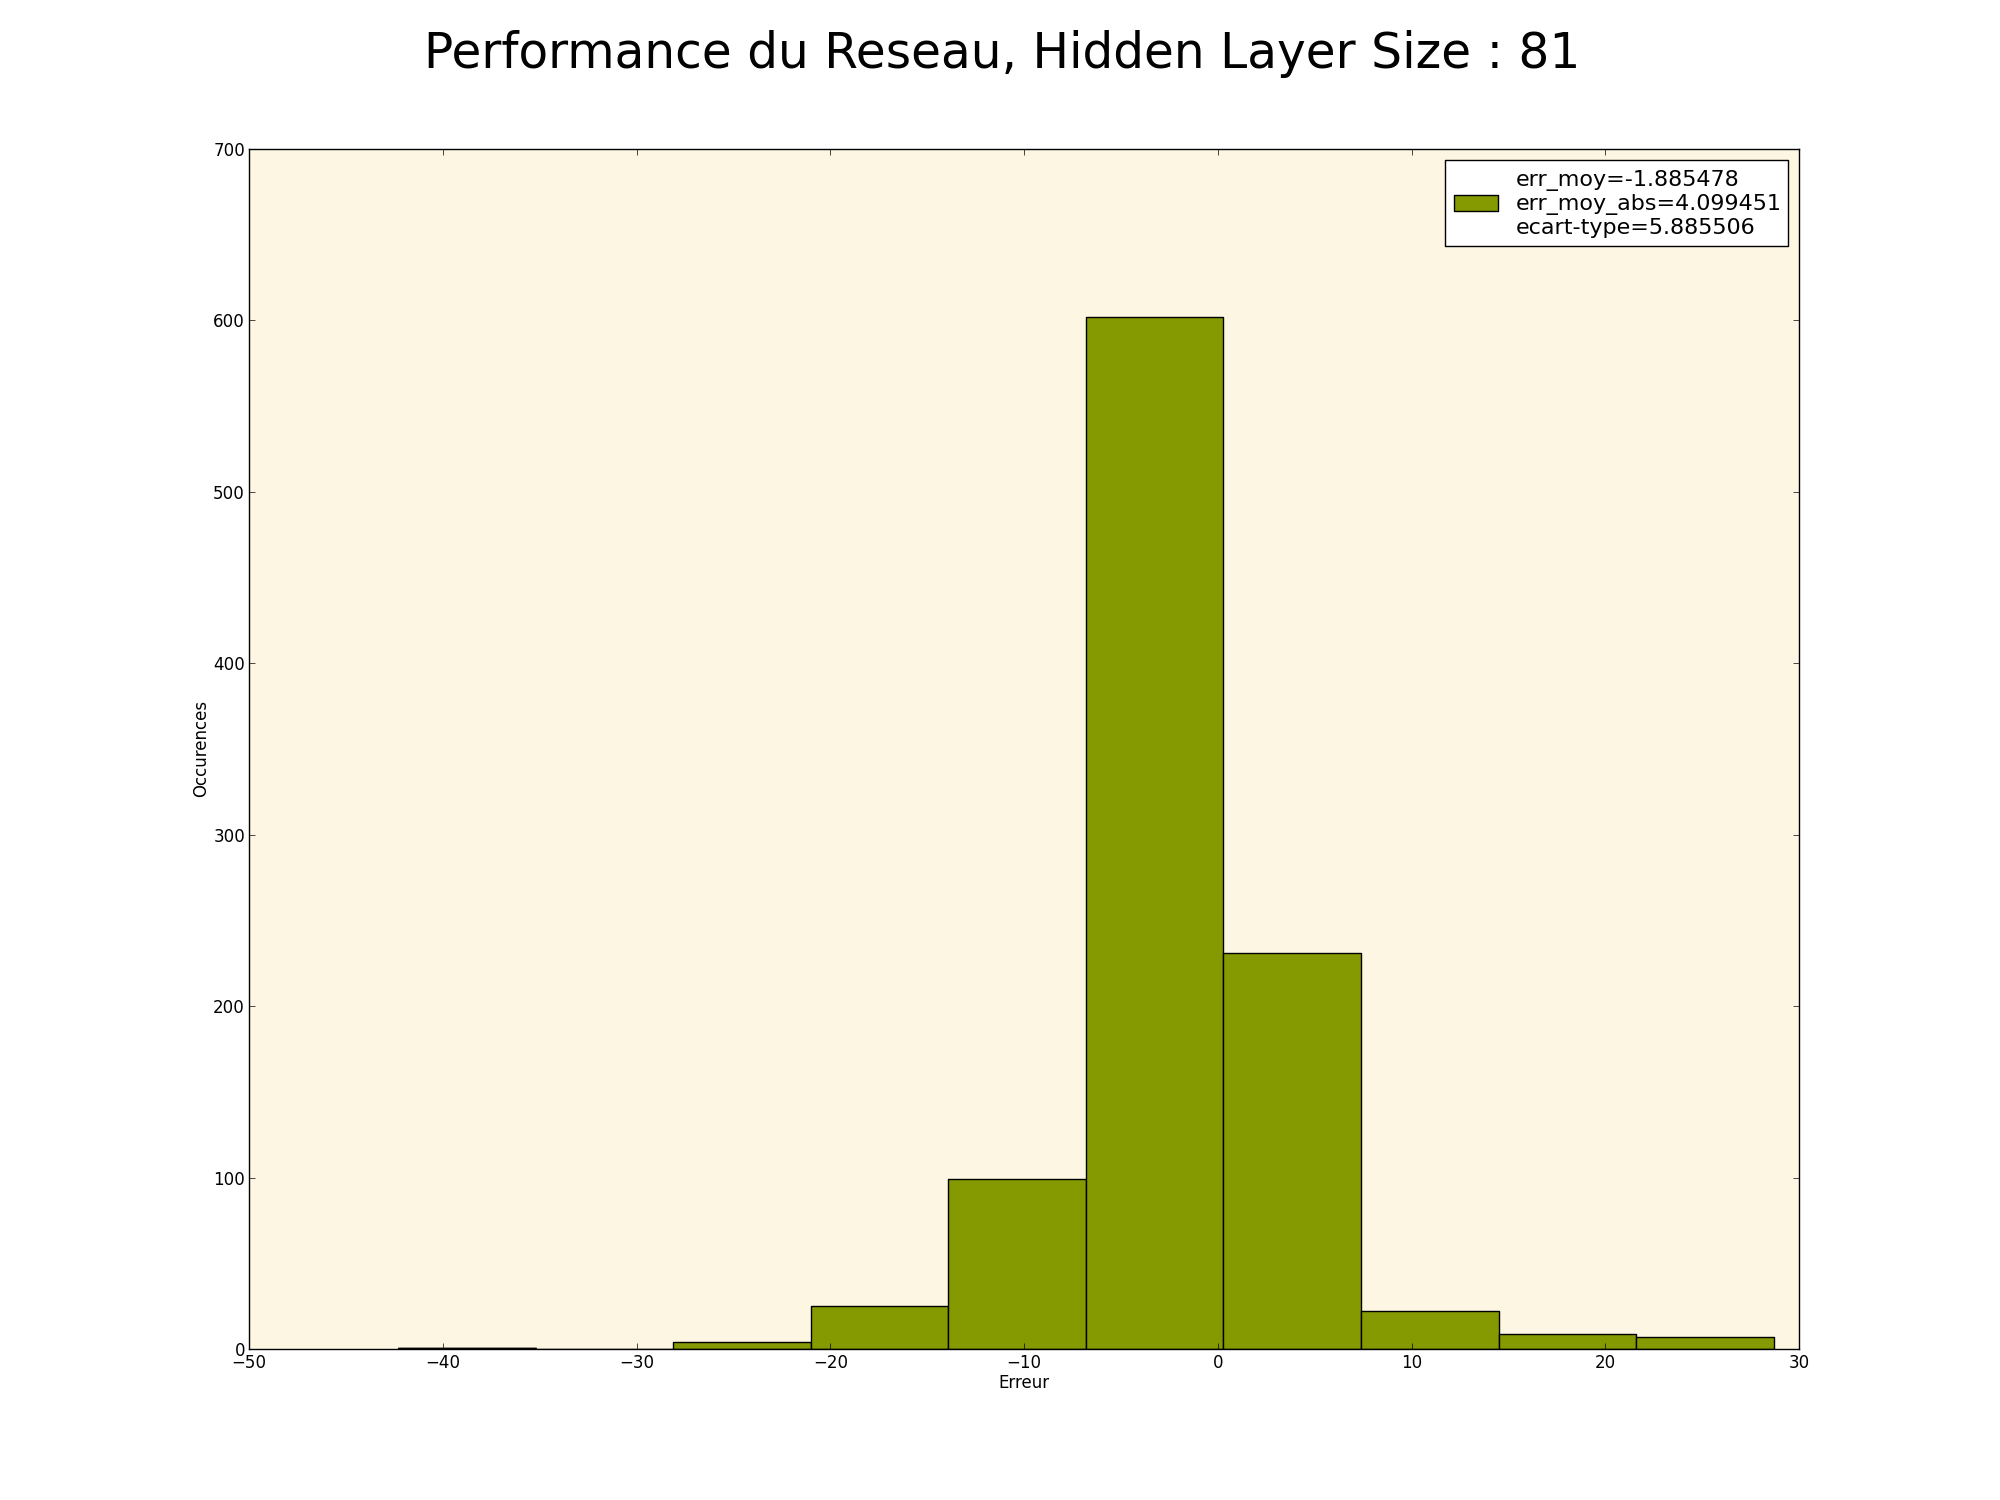 Performance du Reseau, Hidden Layer Size : 81
700
600
500
400
300
200
100
0
Occurences
err_moy=-1.885478
err_moy_abs=4.099451
ecart-type=5.885506
−50 −40 −30 −20 −10 0 10 20 30
Erreur